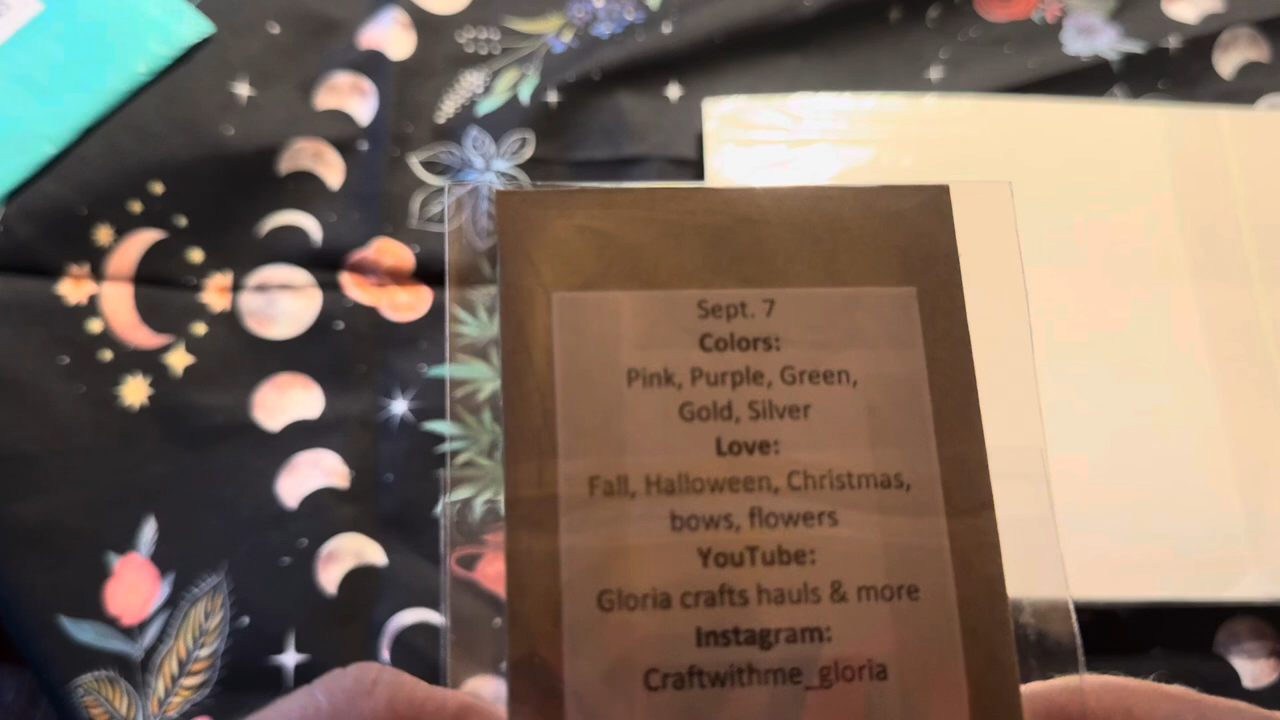 Sept. 7
Colors:
Pink, Purple, Green,
Gold, Silver
Love:
Fall, Halloween, Christmas,
bows, flowers
YouTube:
Gloria crafts hauls & more
Instagram:
Craftwithme_gloria